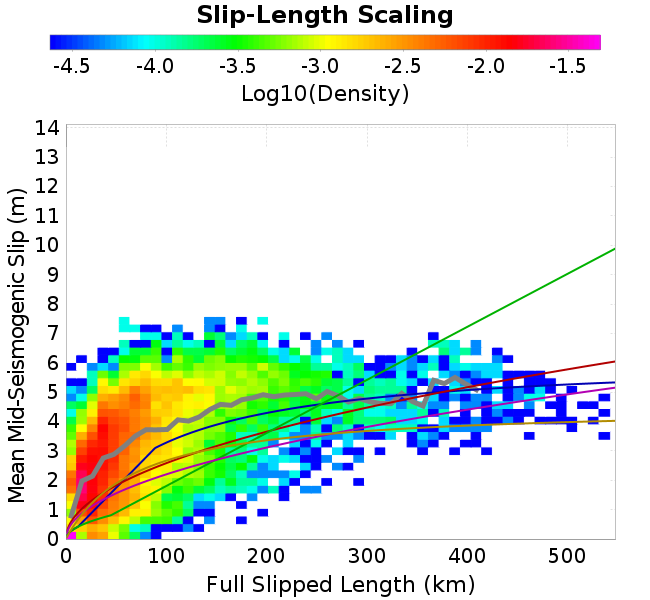 Slip-Length Scaling
-4.5 -4.0 -3.5 -3.0 -2.5 -2.0 -1.5
Log10(Density)
Mean Mid-Seismogenic Slip (m)
14
13
12
11
10
9
8
7
6
5
4
3
2
1
0
0 100 200 300 400 500
Full Slipped Length (km)